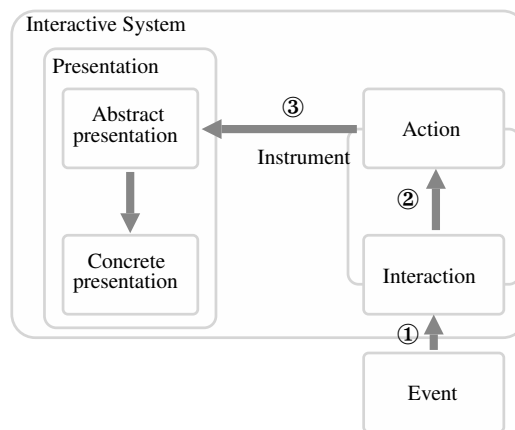 Interactive System
Presentation
Abstract
presentation
③
Action
Instrument
②
Concrete
presentation
Interaction
①
Event